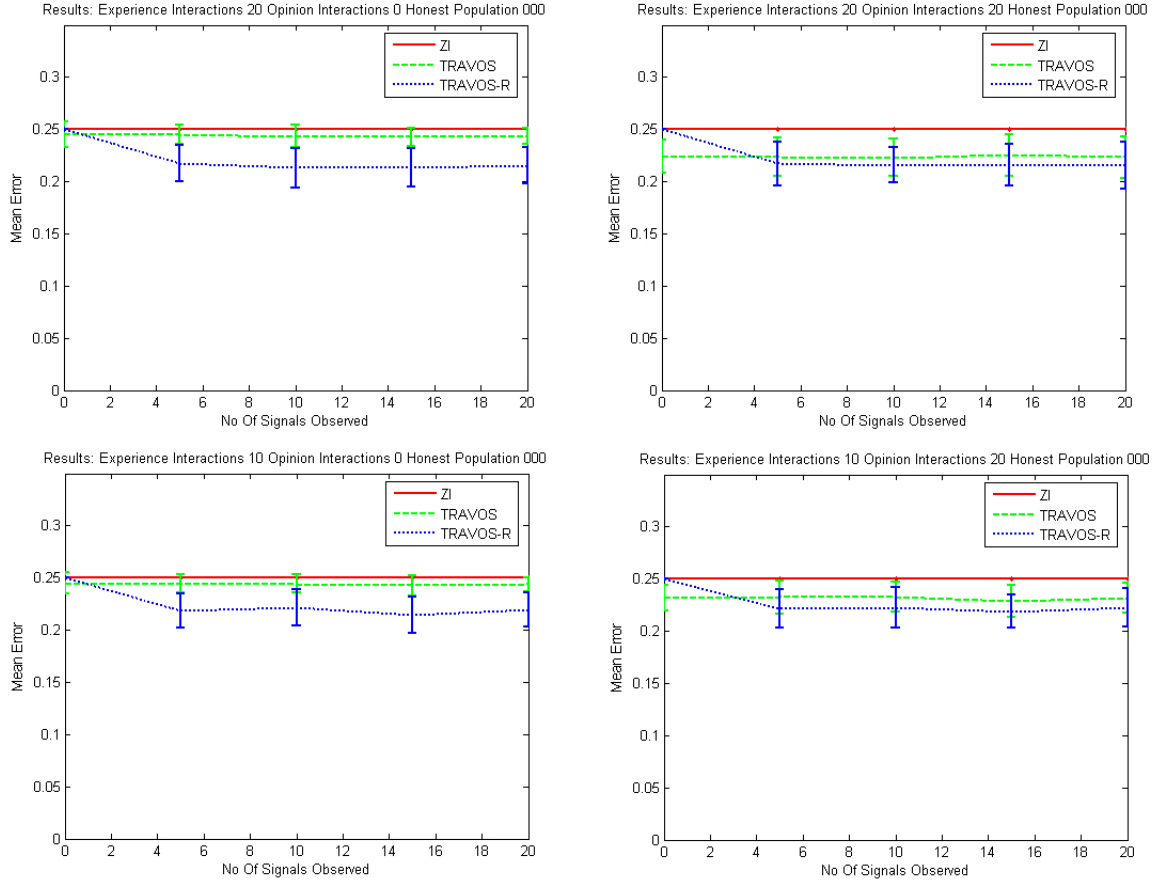 Results: Experience Interactions 20 Opinion Interactions 0 Honest Population 000
ZI
TRAVOS
TRAVOS-R
0.3
0.25
0.2
0.15
0.1
0.05
0
Mean Error
0 2 4 6 8 10 12 14 16 18 20
No Of Signals Observed
Results: Experience Interactions 20 Opinion Interactions 20 Honest Population 000
ZI
TRAVOS
TRAVOS-R
0.3
0.25
0.2
0.15
0.1
0.05
0
Mean Error
0 2 4 6 8 10 12 14 16 18 20
No Of Signals Observed
Results: Experience Interactions 10 Opinion Interactions 0 Honest Population 000
ZI
TRAVOS
TRAVOS-R
0.3
0.25
0.2
0.15
0.1
0.05
0
Mean Error
0 2 4 6 8 10 12 14 16 18 20
No Of Signals Observed
Results: Experience Interactions 10 Opinion Interactions 20 Honest Population 000
ZI
TRAVOS
TRAVOS-R
0.3
0.25
0.2
0.15
0.1
0.05
0
Mean Error
0 2 4 6 8 10 12 14 16 18 20
No Of Signals Observed